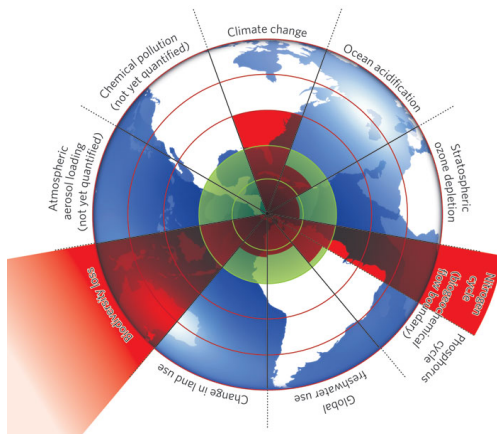 Climate change
Ocean acidification
Stratospheric
ozone depletion
Nitrogen
cycle
(biogeochemical
flow boundary)
Phosphorus
cycle
Global
freshwater use
Change in land use
Biodiversity loss
Atmospheric
aerosol loading
(not yet quantified)
Chemical pollution
(not yet quantified)